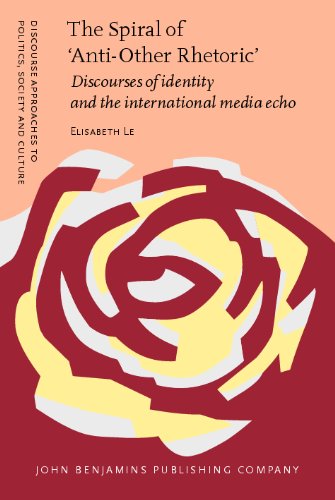 DISCOURSE APPROACHES TO
POLITICS, SOCIETY AND CULTURE
The Spiral of
‘Anti-Other Rhetoric’
Discourses of identity
and the international media echo
Elisabeth Le
JOHN BENJAMINS PUBLISHING COMPANY